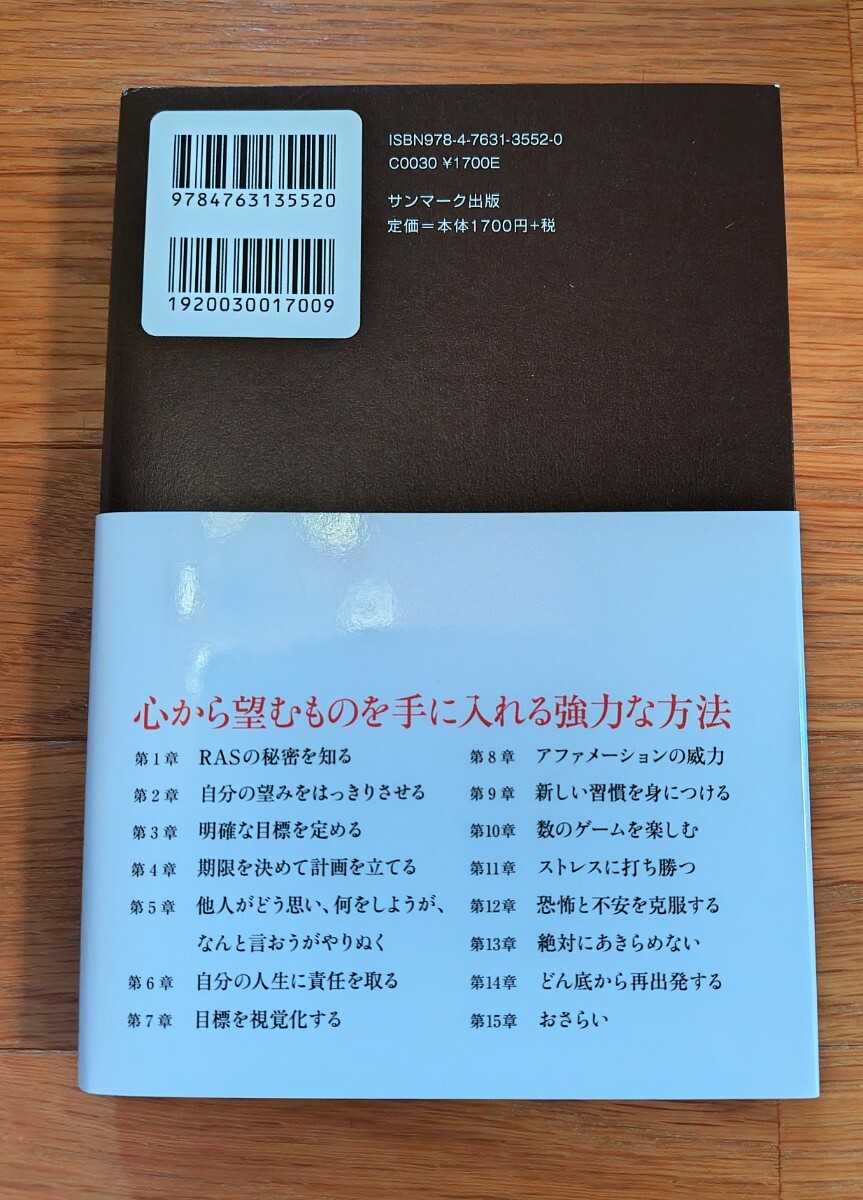 9784763135520
1920030017009
ISBN978-4-7631-3552-0
C0030 ¥1700E
サンマーク出版
定価＝本体1700円+税
心から望むものを手に入れる強力な方法
第1章 RASの秘密を知る
第2章 自分の望みをはっきりさせる
第3章 明確な目標を定める
第4章 期限を決めて計画を立てる
第5章 他人がどう思い、何をしようが、
なんと言おうがやりぬく
第6章 自分の人生に責任を取る
第7章 目標を視覚化する
第8章 アファメーションの威力
第9章 新しい習慣を身につける
第10章 数のゲームを楽しむ
第11章 ストレスに打ち勝つ
第12章 恐怖と不安を克服する
第13章 絶対にあきらめない
第14章 どん底から再出発する
第15章 おさらい